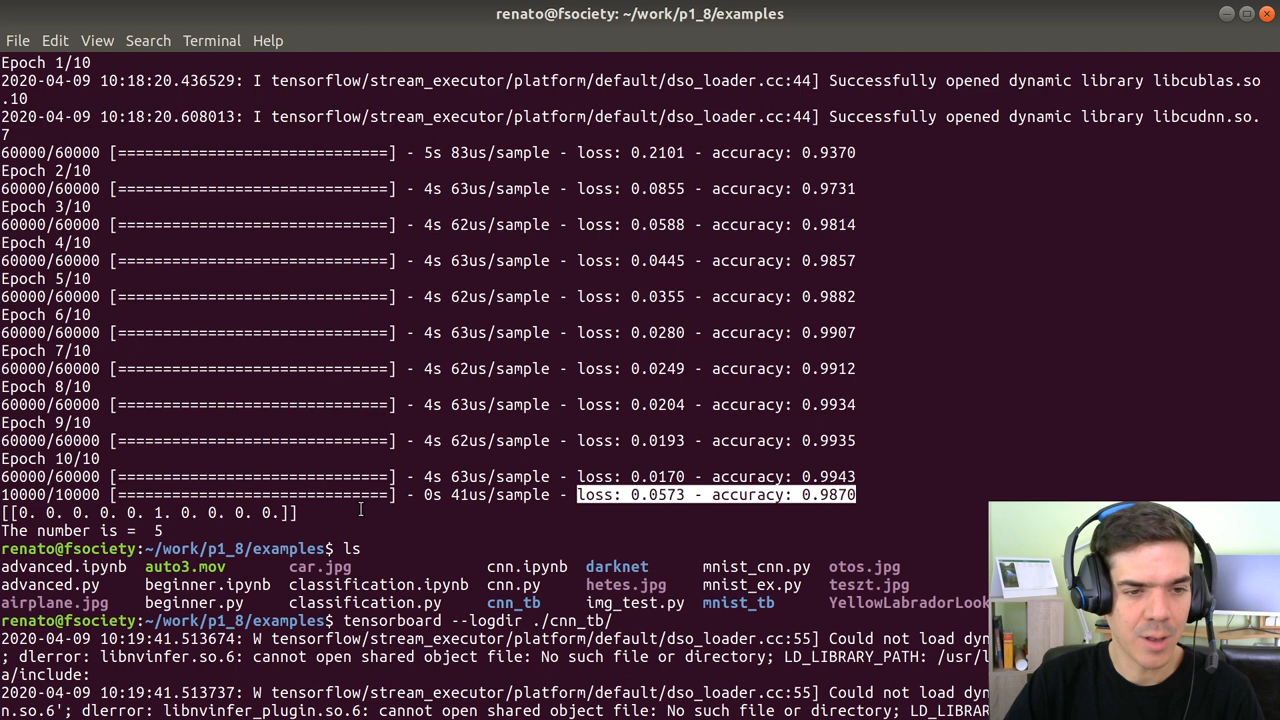 renato@fsociety: ~/work/p1_8/examples
File Edit View Search Terminal Help
Epoch 1/10
2020-04-09 10:18:20.436529: I tensorflow/stream_executor/platform/default/dso_loader.cc:44] Successfully opened dynamic library libcublas.so
.10
2020-04-09 10:18:20.608013: I tensorflow/stream_executor/platform/default/dso_loader.cc:44] Successfully opened dynamic library libcudnn.so.
7
60000/60000 [==============================] - 5s 83us/sample - loss: 0.2101 - accuracy: 0.9370
Epoch 2/10
60000/60000 [==============================] - 4s 63us/sample - loss: 0.0855 - accuracy: 0.9731
Epoch 3/10
60000/60000 [==============================] - 4s 62us/sample - loss: 0.0588 - accuracy: 0.9814
Epoch 4/10
60000/60000 [==============================] - 4s 63us/sample - loss: 0.0445 - accuracy: 0.9857
Epoch 5/10
60000/60000 [==============================] - 4s 62us/sample - loss: 0.0355 - accuracy: 0.9882
Epoch 6/10
60000/60000 [==============================] - 4s 63us/sample - loss: 0.0280 - accuracy: 0.9907
Epoch 7/10
60000/60000 [==============================] - 4s 62us/sample - loss: 0.0249 - accuracy: 0.9912
Epoch 8/10
60000/60000 [==============================] - 4s 63us/sample - loss: 0.0204 - accuracy: 0.9934
Epoch 9/10
60000/60000 [==============================] - 4s 62us/sample - loss: 0.0193 - accuracy: 0.9935
Epoch 10/10
60000/60000 [==============================] - 4s 63us/sample - loss: 0.0170 - accuracy: 0.9943
10000/10000 [==============================] - 0s 41us/sample - loss: 0.0573 - accuracy: 0.9870
[[0. 0. 0. 0. 0. 1. 0. 0. 0. 0.]]
The number is =  5
renato@fsociety:~/work/p1_8/examples$ ls
advanced.ipynb auto3.mov car.jpg cnn.ipynb darknet mnist_cnn.py otos.jpg
advanced.py beginner.ipynb classification.ipynb cnn.py hetes.jpg mnist_ex.py teszt.jpg
airplane.jpg beginner.py classification.py cnn_tb img_test.py mnist_tb YellowLabradorLook
renato@fsociety:~/work/p1_8/examples$ tensorboard --logdir ./cnn_tb/
2020-04-09 10:19:41.513674: W tensorflow/stream_executor/platform/default/dso_loader.cc:55] Could not load dyn
; dlerror: libnvinfer.so.6: cannot open shared object file: No such file or directory; LD_LIBRARY_PATH: /usr/l
a/include:
2020-04-09 10:19:41.513737: W tensorflow/stream_executor/platform/default/dso_loader.cc:55] Could not load dyn
n.so.6'; dlerror: libnvinfer_plugin.so.6: cannot open shared object file: No such file or directory; LD_LIBRAR